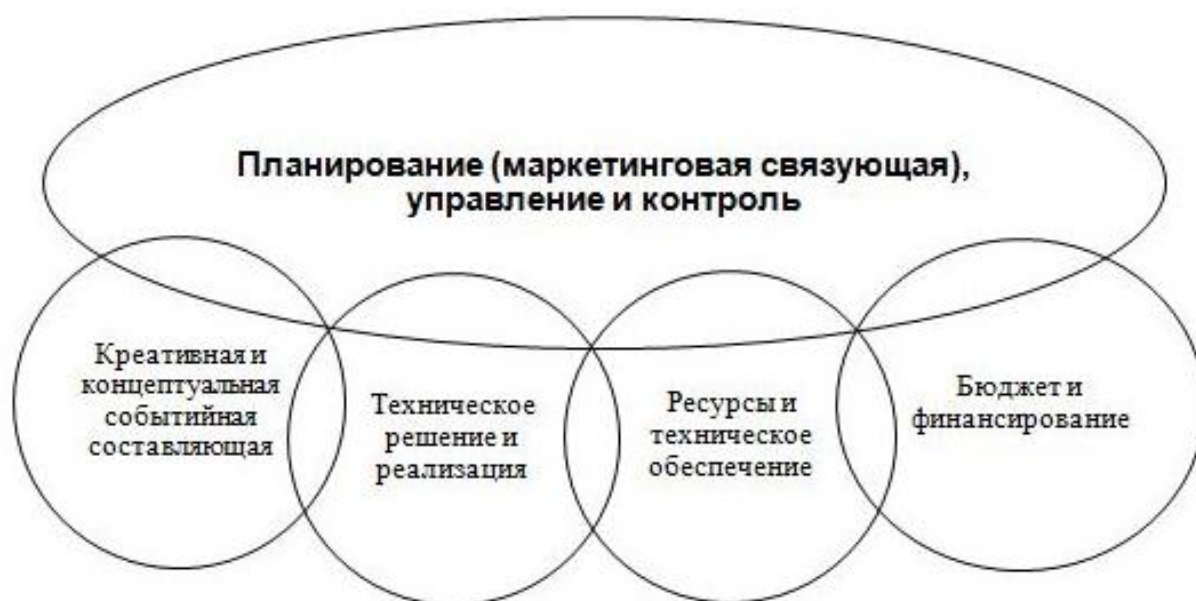 Планирование (маркетинговая связующая),
управление и контроль
Креативная и
концептуальная
событийная
составляющая
Техническое
решение и
реализация
Ресурсы и
техническое
обеспечение
Бюджет и
финансирование